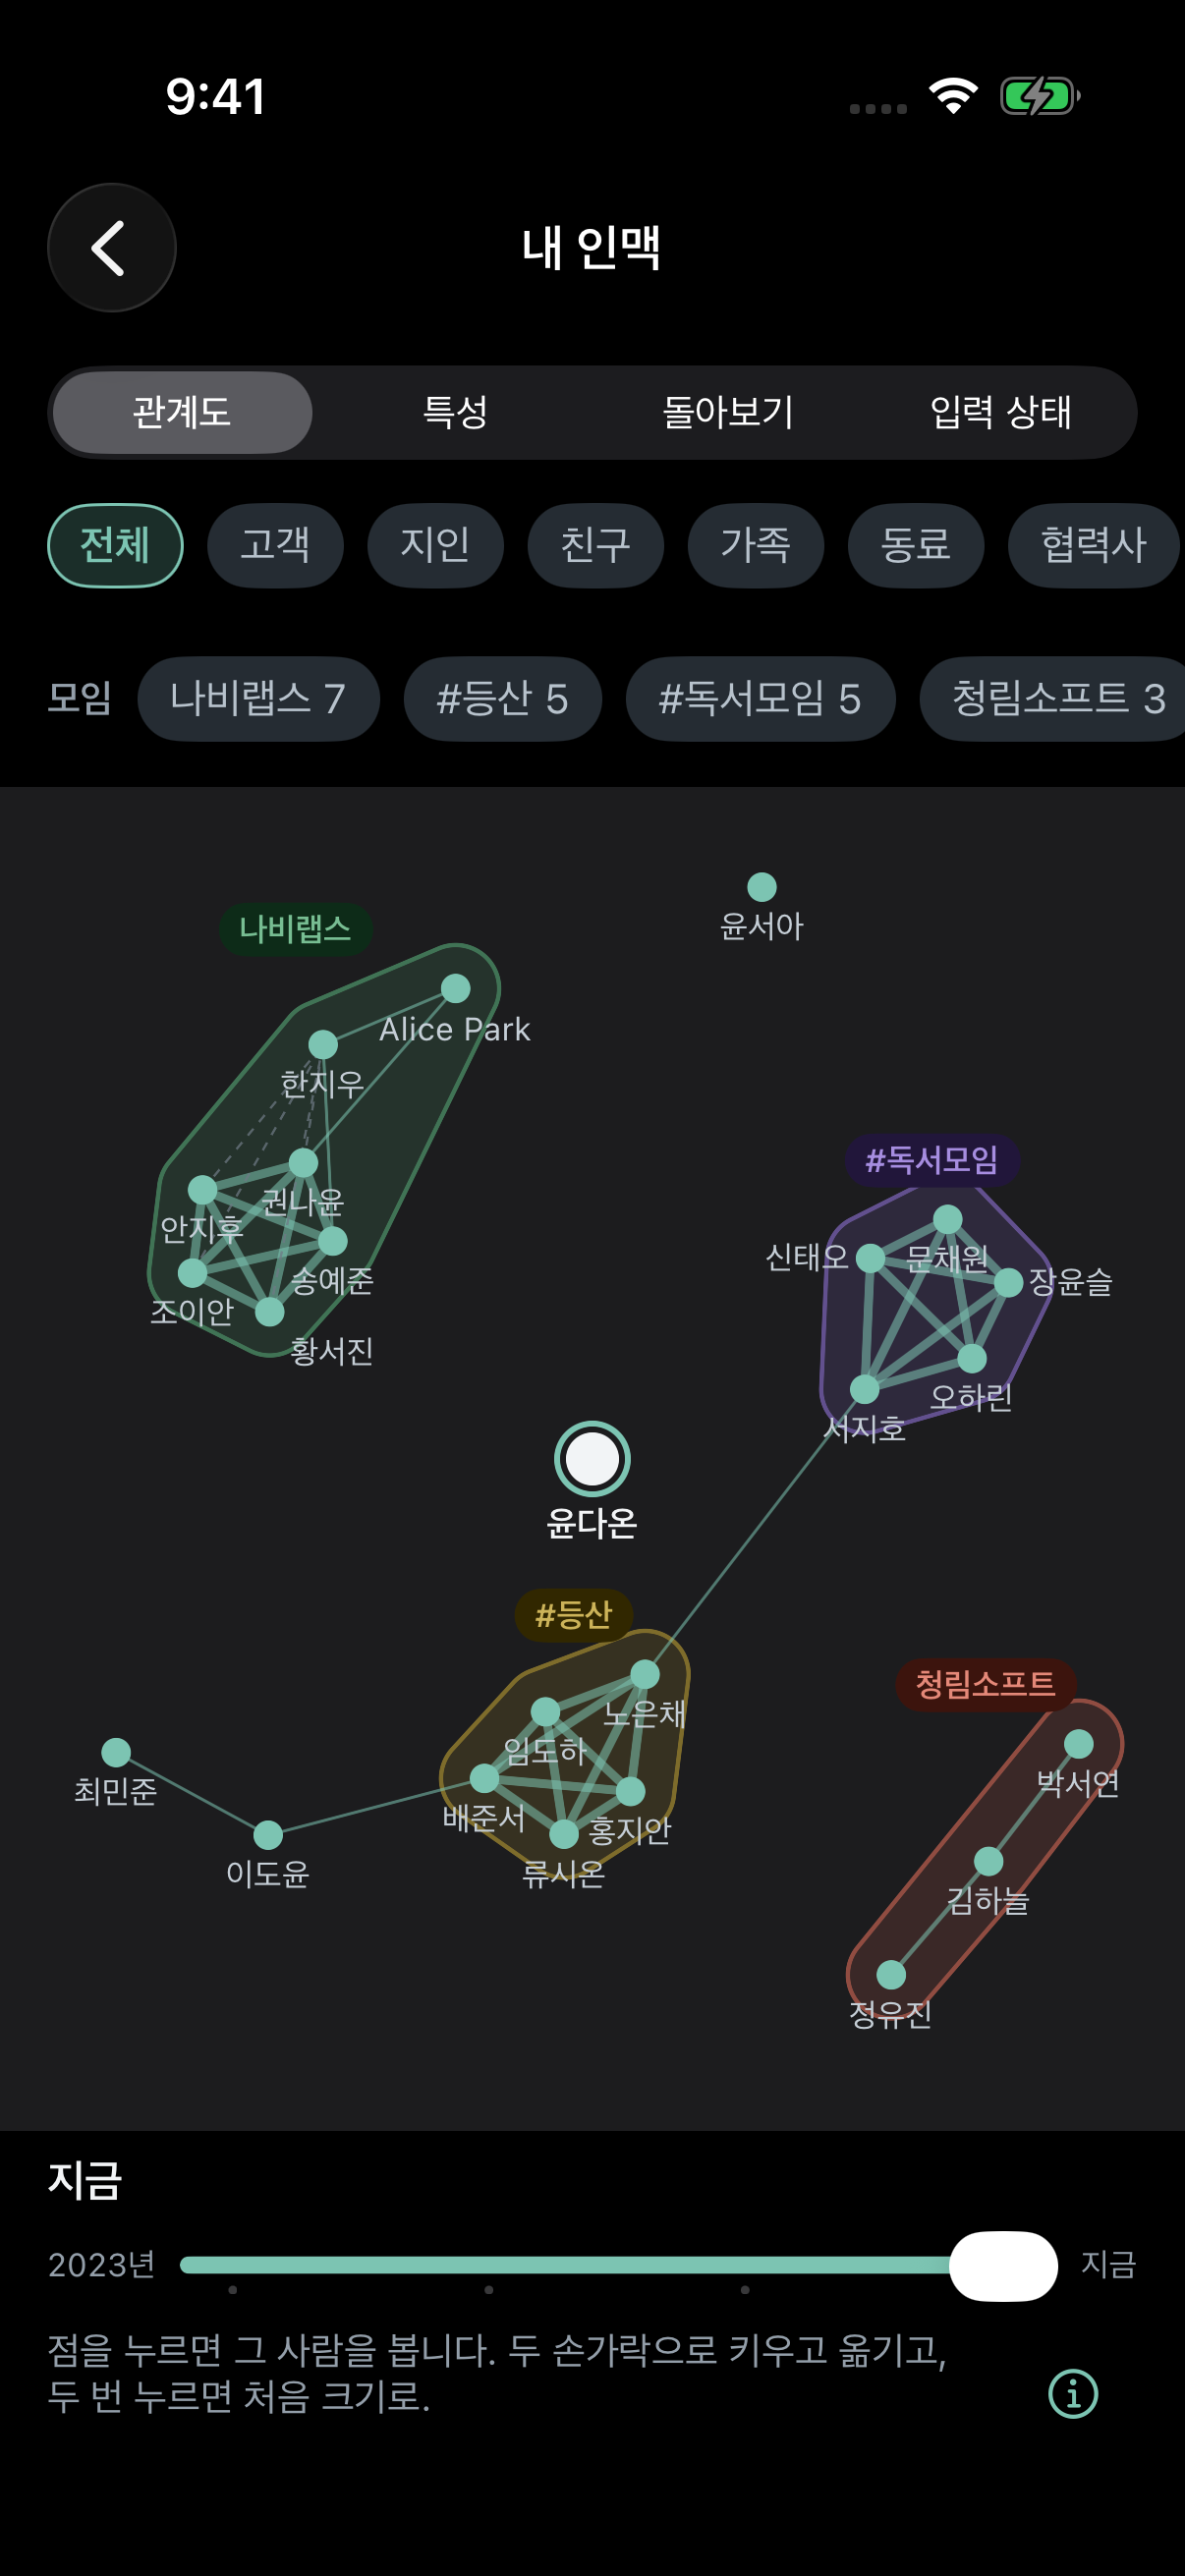 9:41
내 인맥
관계도 특성 돌아보기 입력 상태
전체 고객 지인 친구 가족 동료 협력사
모임 나비랩스 7 #등산 5 #독서모임 5 청림소프트 3
윤서아
나비랩스
Alice Park
한지우
#독서모임
권나윤
안지후
신태오
문채원
송예준
장윤슬
조이안
황서진
오하린
서지호
윤다온
#등산
청림소프트
노은채
임도하
박서연
최민준
배준서
홍지안
이도윤
류시온
김하늘
정유진
지금
2023년 지금
점을 누르면 그 사람을 봅니다. 두 손가락으로 키우고 옮기고,
두 번 누르면 처음 크기로.